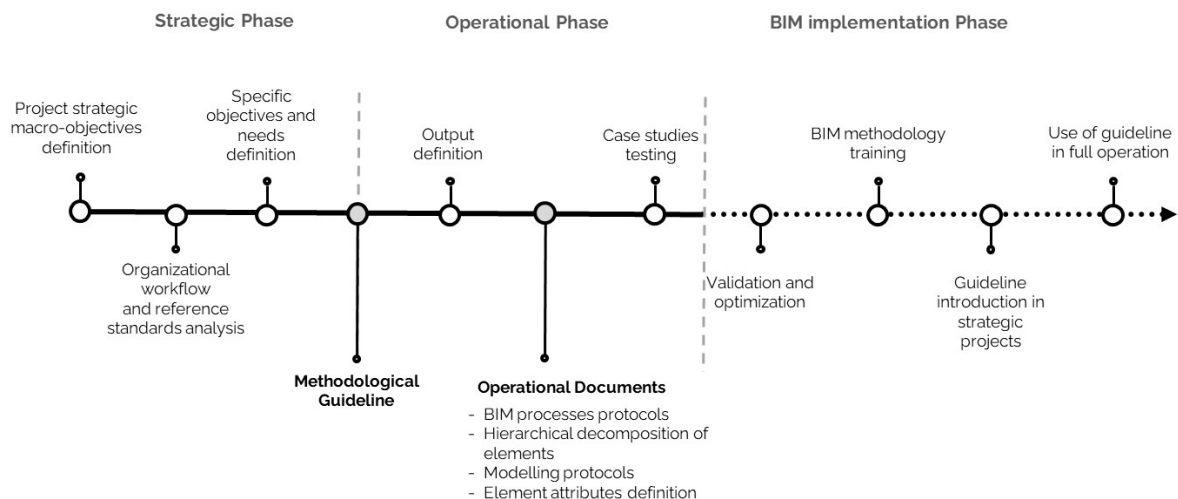 Strategic Phase
Operational Phase
BIM implementation Phase
Project strategic
macro-objectives
definition
Specific
objectives and
needs
definition
Output
definition
Case studies
testing
BIM methodology
training
Use of guideline
in full operation
Organizational
workflow
and reference
standards analysis
Validation and
optimization
Guideline
introduction in
strategic
projects
Methodological
Guideline
Operational Documents
- BIM processes protocols
- Hierarchical decomposition of
elements
- Modelling protocols
- Element attributes definition